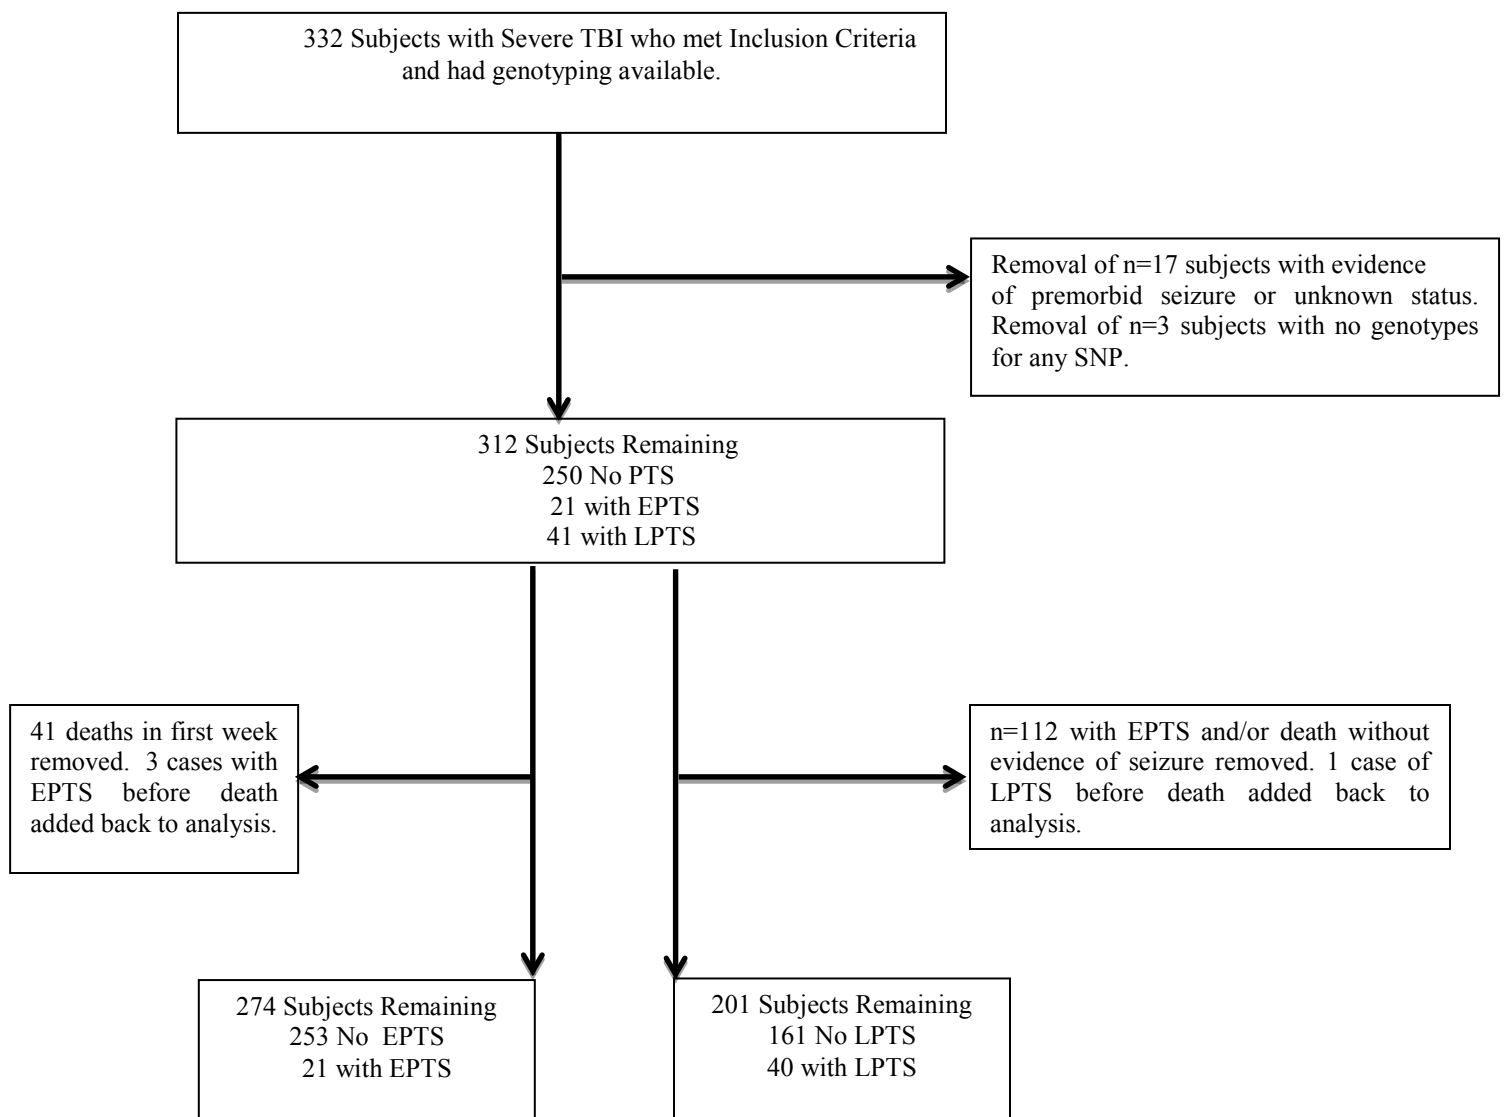 332 Subjects with Severe TBI who met Inclusion Criteria
and had genotyping available.
Removal of n=17 subjects with evidence
of premorbid seizure or unknown status.
Removal of n=3 subjects with no genotypes
for any SNP.
312 Subjects Remaining
250 No PTS
21 with EPTS
41 with LPTS
41 deaths in first week
removed. 3 cases with
EPTS before death
added back to analysis.
n=112 with EPTS and/or death without
evidence of seizure removed. 1 case of
LPTS before death added back to
analysis.
274 Subjects Remaining
253 No EPTS
21 with EPTS
201 Subjects Remaining
161 No LPTS
40 with LPTS